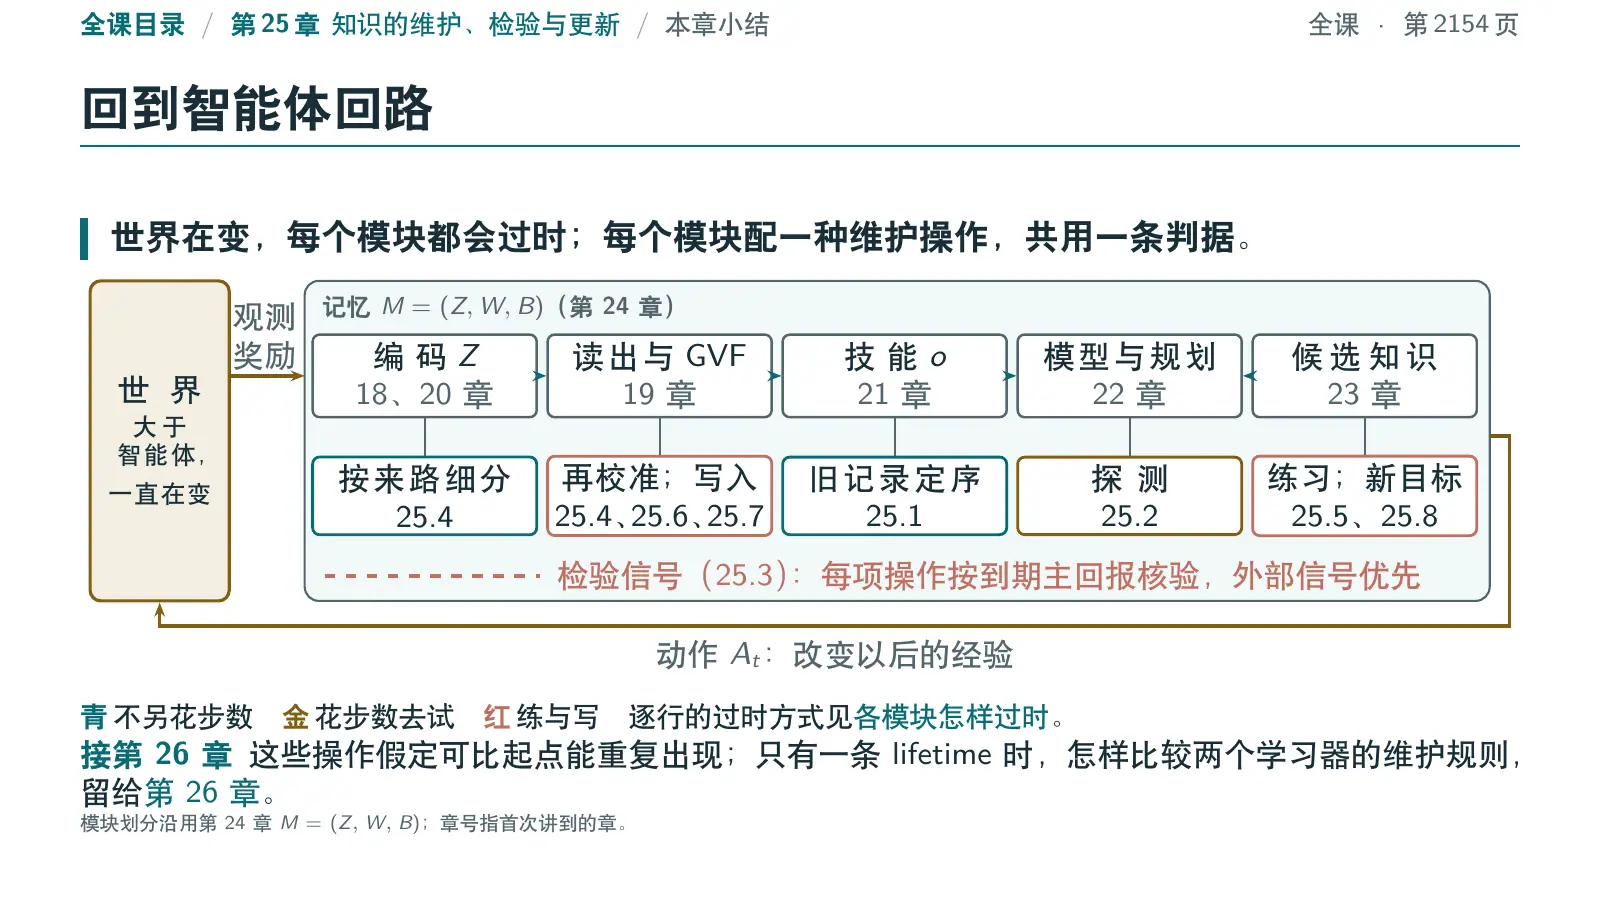 全课目录 / 第 25 章 知识的维护、检验与更新 / 本章小结
全课 · 第 2154 页
回到智能体回路
世界在变，每个模块都会过时；每个模块配一种维护操作，共用一条判据。
世 界
大于
智能体，
一直在变
观测
奖励
记忆 M = (Z, W, B)（第 24 章）
编 码 Z
18、20 章
读出与 GVF
19 章
技 能 o
21 章
模型与规划
22 章
候选知识
23 章
按来路细分
25.4
再校准；写入
25.4、25.6、25.7
旧记录定序
25.1
探 测
25.2
练习；新目标
25.5、25.8
检验信号（25.3）：每项操作按到期主回报核验，外部信号优先
动作 Aₜ：改变以后的经验
青 不另花步数 金 花步数去试 红 练与写 逐行的过时方式见各模块怎样过时。
接第 26 章 这些操作假定可比起点能重复出现；只有一条 lifetime 时，怎样比较两个学习器的维护规则，
留给第 26 章。
模块划分沿用第 24 章 M = (Z, W, B)；章号指首次讲到的章。